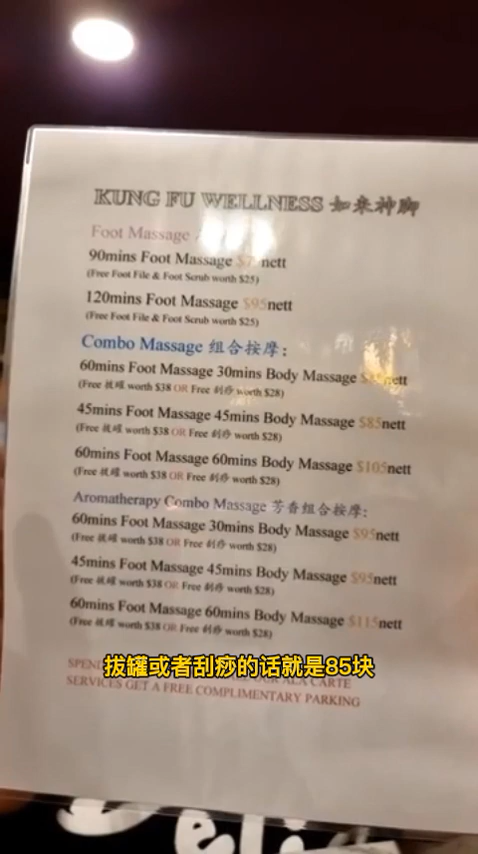 KUNG FU WELLNESS 如来神脚
Foot Massage
90mins Foot Massage nett
(Free Foot File & Foot Scrub worth $25)
120mins Foot Massage $95nett
(Free Foot File & Foot Scrub worth $25)
Combo Massage 组合按摩:
60mins Foot Massage 30mins Body Massage nett
(Free 拔罐 worth $38 OR Free 刮痧 worth $28)
45mins Foot Massage 45mins Body Massage $85nett
(Free 拔罐 worth $38 OR Free 刮痧 worth $28)
60mins Foot Massage 60mins Body Massage $105nett
(Free 拔罐 worth $38 OR Free 刮痧 worth $28)
Aromatherapy Combo Massage 芳香组合按摩:
60mins Foot Massage 30mins Body Massage $95nett
(Free 拔罐 worth $38 OR Free 刮痧 worth $28)
45mins Foot Massage 45mins Body Massage $95nett
(Free 拔罐 worth $38 OR Free 刮痧 worth $28)
60mins Foot Massage 60mins Body Massage $115nett
(Free 拔罐 worth $38 OR Free 刮痧 worth $28)
拔罐或者刮痧的话就是85块
OUR ALA CARTE
SERVICES GET A FREE COMPLIMENTARY PARKING